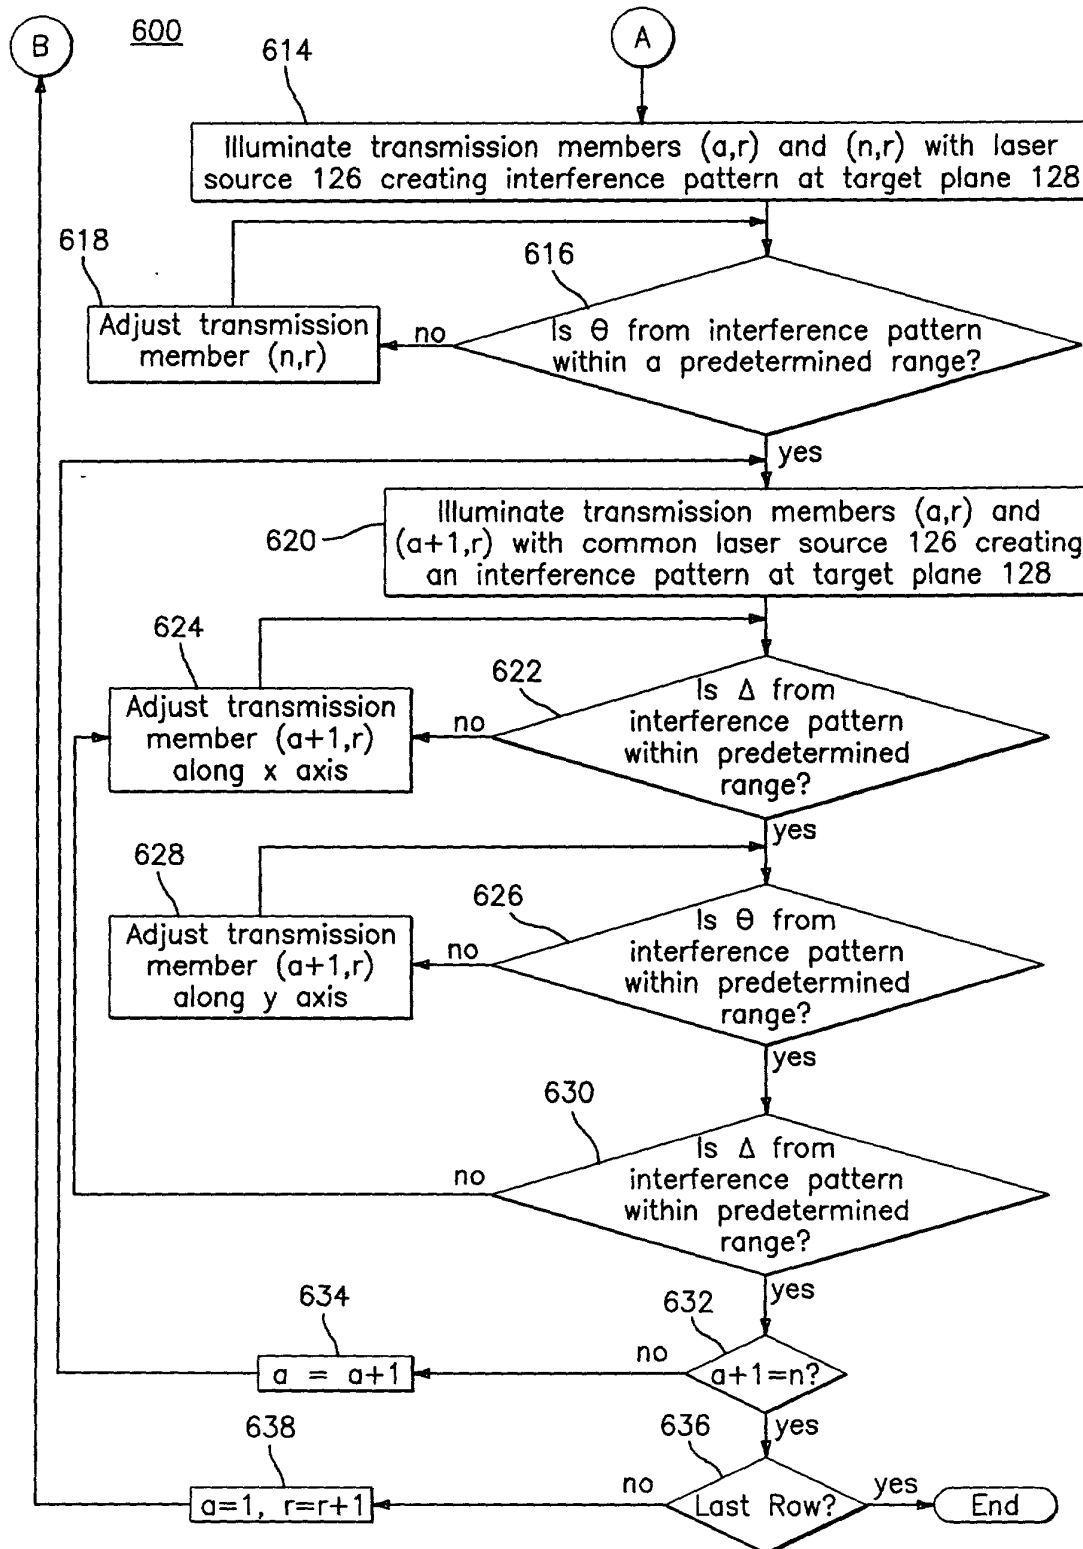 B
600
A
614
Illuminate transmission members (a,r) and (n,r) with laser
source 126 creating interference pattern at target plane 128
618
616
Adjust transmission
member (n,r)
no
Is Θ from interference pattern
within a predetermined range?
yes
620
Illuminate transmission members (a,r) and
(a+1,r) with common laser source 126 creating
an interference pattern at target plane 128
624
622
Adjust transmission
member (a+1,r)
along x axis
no
Is Δ from
interference pattern
within predetermined
range?
yes
628
626
Adjust transmission
member (a+1,r)
along y axis
no
Is Θ from
interference pattern
within predetermined
range?
yes
630
no
Is Δ from
interference pattern
within predetermined
range?
yes
634
632
a = a+1
no
a+1=n?
yes
638
636
a=1, r=r+1
no
Last Row?
yes
End